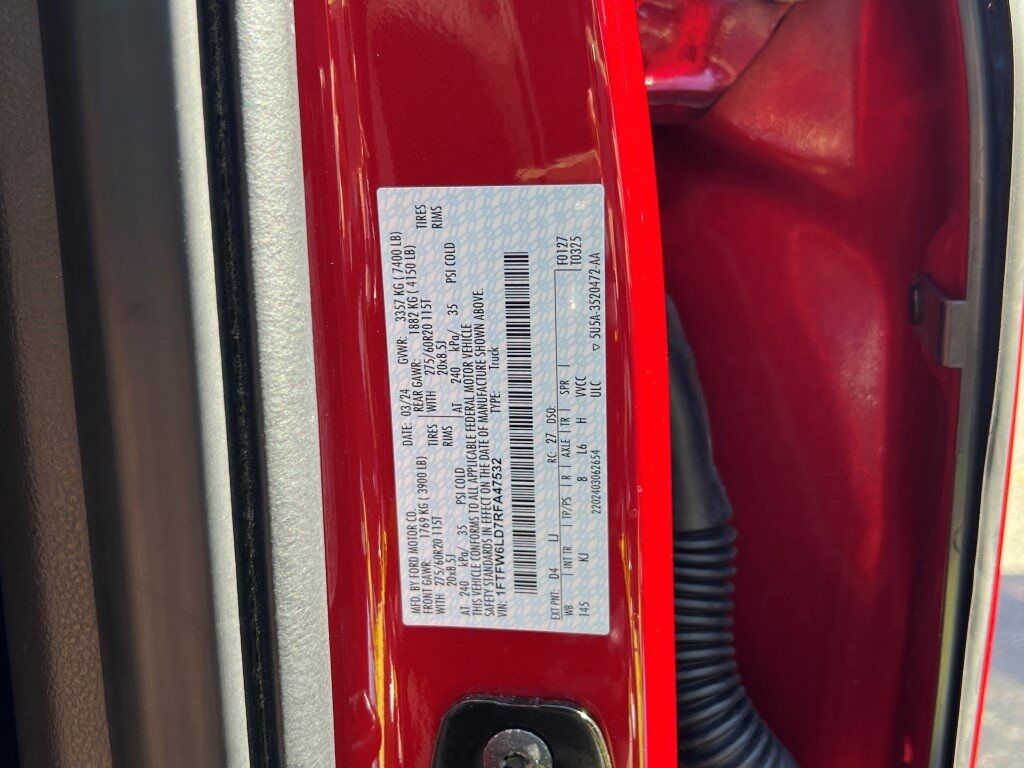 MFD. BY FORD MOTOR CO.   DATE: 03/24   GVWR: 3357 KG ( 7400 LB)
FRONT GAWR: 1769 KG ( 3900 LB)   REAR GAWR: 1882 KG ( 4150 LB)
WITH 275/60R20 115T TIRES   WITH 275/60R20 115T TIRES
20x8.5J RIMS   20x8.5J RIMS
AT 240 kPa/ 35 PSI COLD   AT 240 kPa/ 35 PSI COLD
THIS VEHICLE CONFORMS TO ALL APPLICABLE FEDERAL MOTOR VEHICLE
SAFETY STANDARDS IN EFFECT ON THE DATE OF MANUFACTURE SHOWN ABOVE.
VIN: 1FTFW6LD7RFA47532   TYPE: Truck
F0127
EXT PNT: D4 LJ   RC: 27 DSO:   T0325
WB | INT TR | TP/PS | R | AXLE | TR | SPR |
145 KJ 8 L6 H VVCC
2202403062654   ULC   ▽ 5U5A-3520472-AA